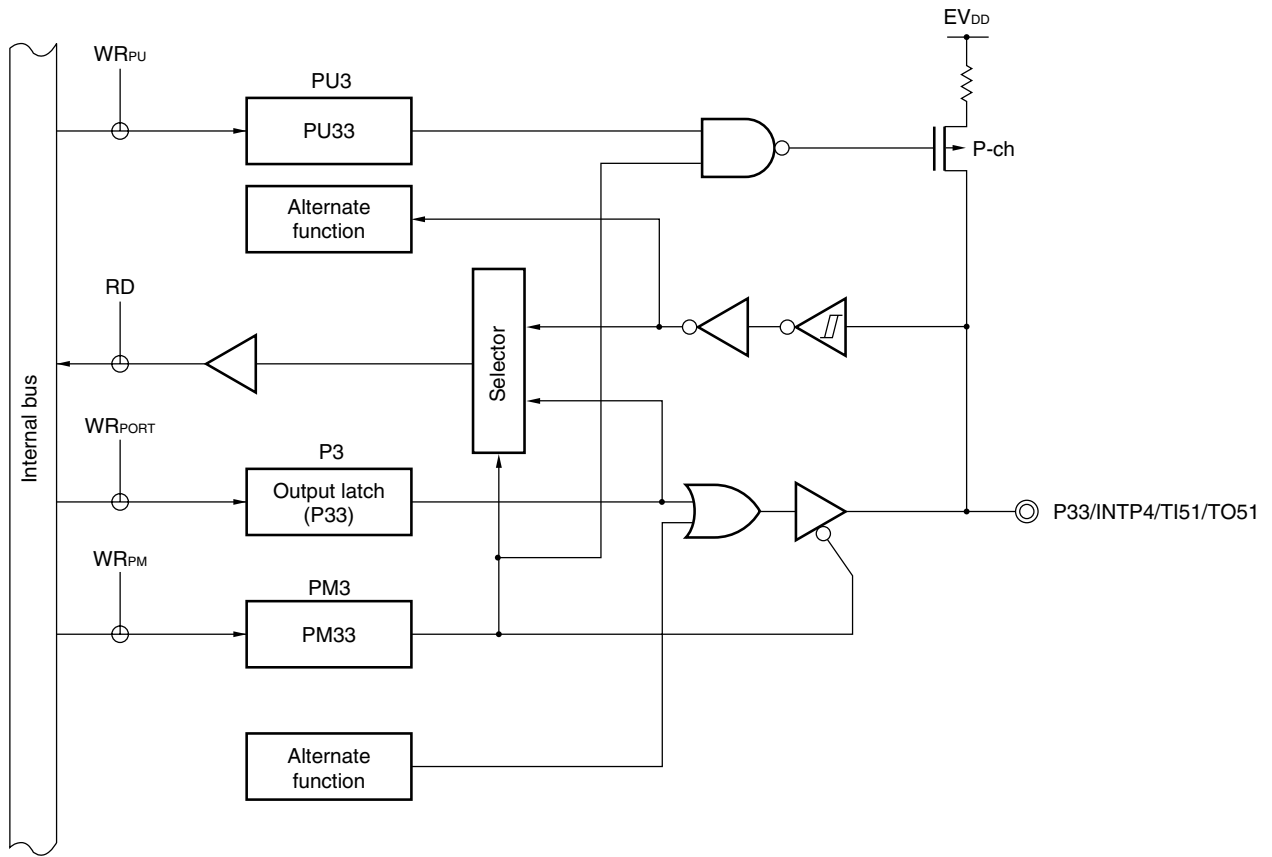 EVDD
WRPU
PU3
PU33
P-ch
Alternate
function
RD
Selector
Internal bus
WRPORT
P3
Output latch
(P33)
P33/INTP4/TI51/TO51
WRPM
PM3
PM33
Alternate
function